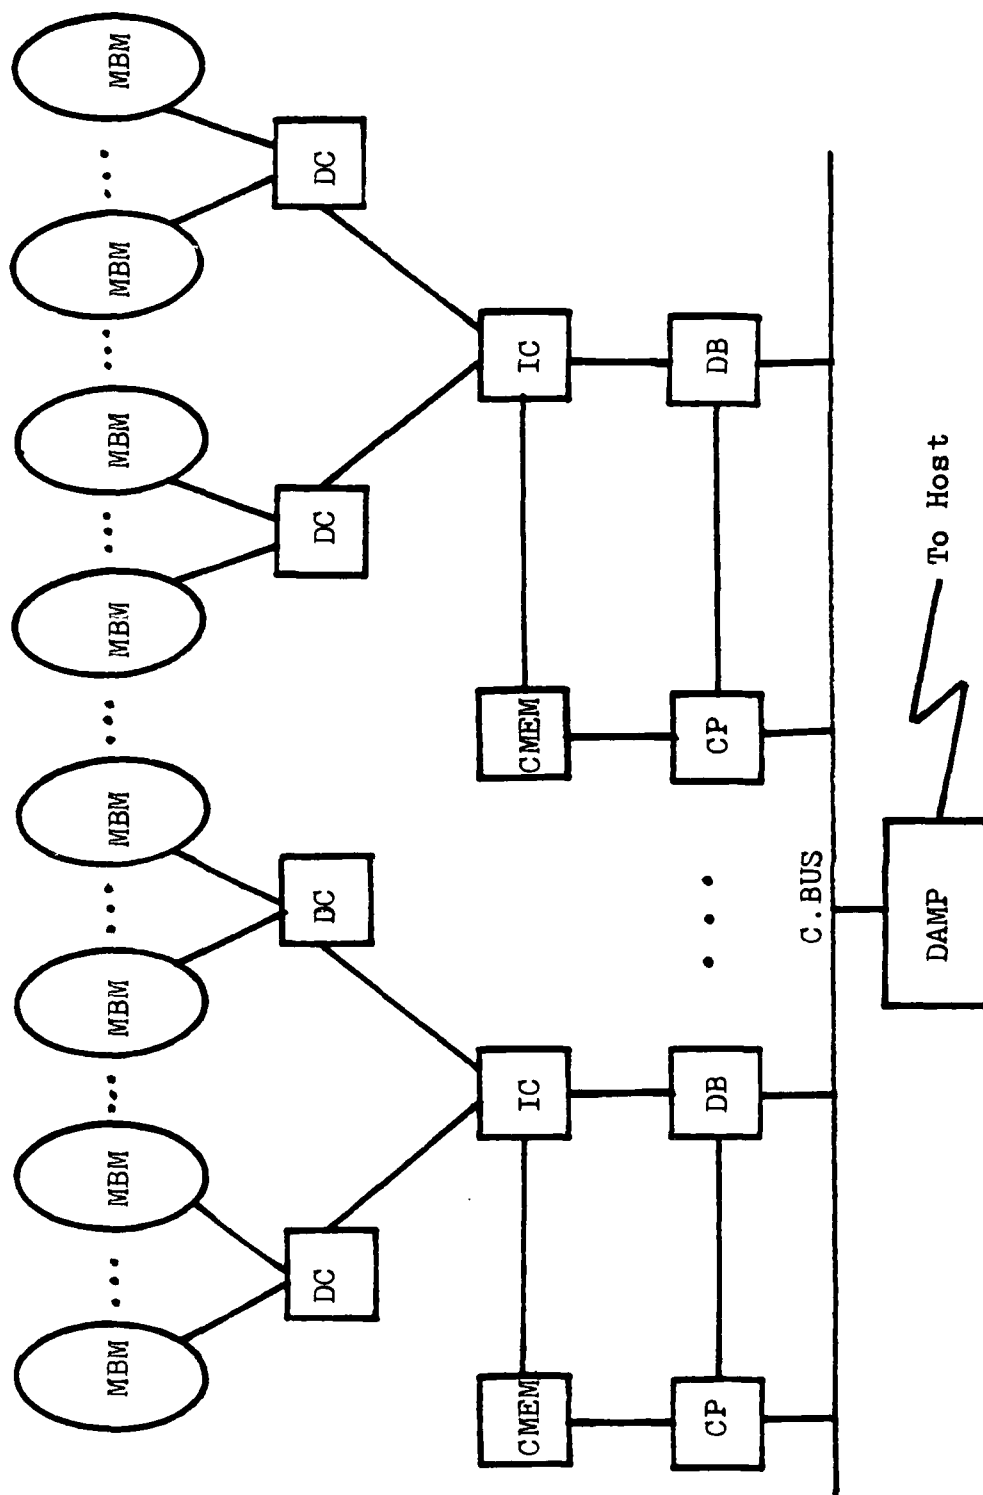 MBM ... MBM ... MBM ... MBM ... MBM ... MBM ... MBM ... MBM
DC DC DC DC
CMEM IC CMEM IC
CP DB ... CP DB
C.BUS
DAMP To Host